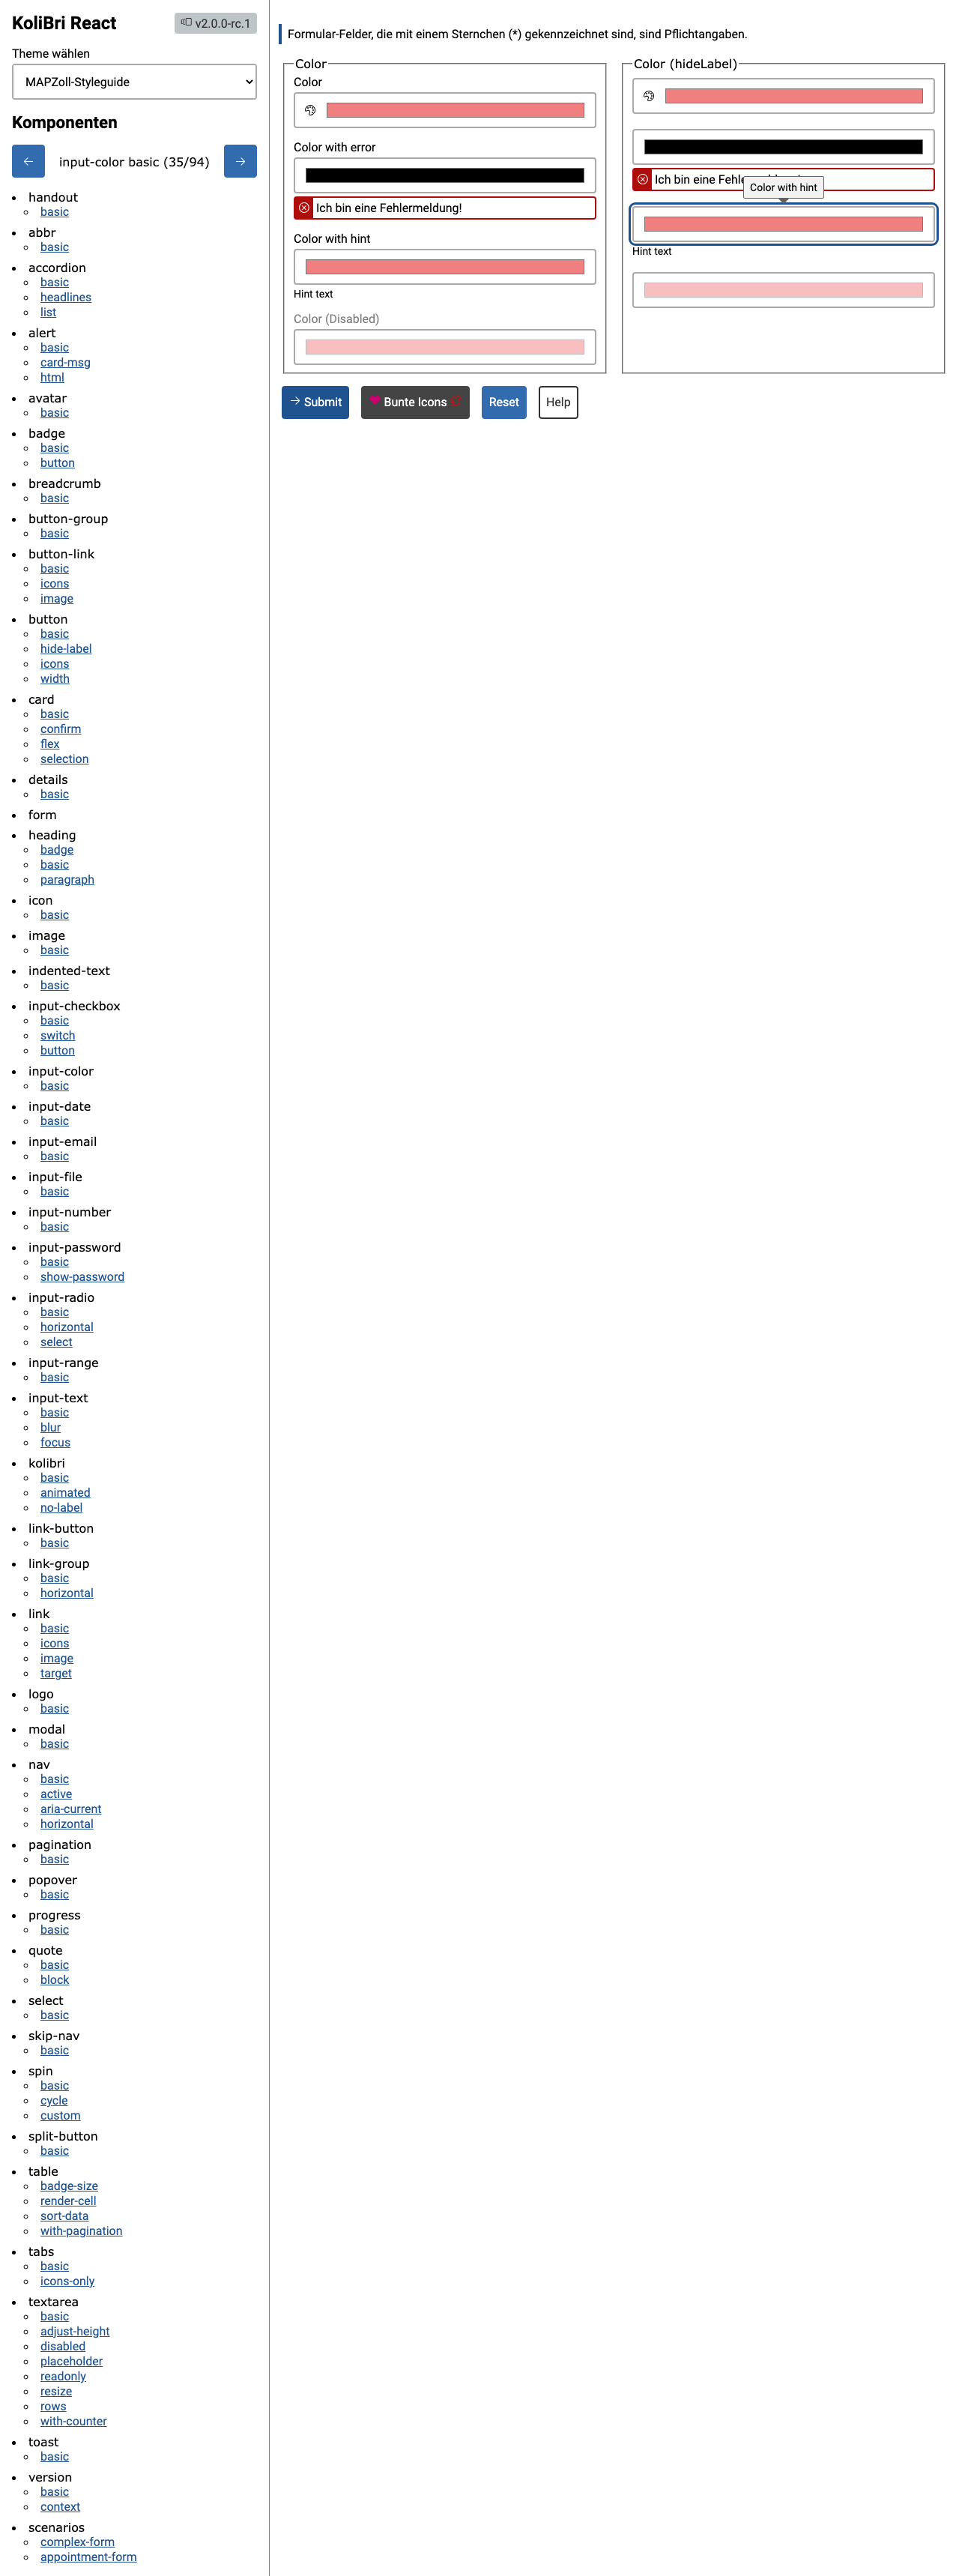 KoliBri React
v2.0.0-rc.1
Theme wählen
MAPZoll-Styleguide
Komponenten
input-color basic (35/94)
handout
basic
abbr
basic
accordion
basic
headlines
list
alert
basic
card-msg
html
avatar
basic
badge
basic
button
breadcrumb
basic
button-group
basic
button-link
basic
icons
image
button
basic
hide-label
icons
width
card
basic
confirm
flex
selection
details
basic
form
heading
badge
basic
paragraph
icon
basic
image
basic
indented-text
basic
input-checkbox
basic
switch
button
input-color
basic
input-date
basic
input-email
basic
input-file
basic
input-number
basic
input-password
basic
show-password
input-radio
basic
horizontal
select
input-range
basic
input-text
basic
blur
focus
kolibri
basic
animated
no-label
link-button
basic
link-group
basic
horizontal
link
basic
icons
image
target
logo
basic
modal
basic
nav
basic
active
aria-current
horizontal
pagination
basic
popover
basic
progress
basic
quote
basic
block
select
basic
skip-nav
basic
spin
basic
cycle
custom
split-button
basic
table
badge-size
render-cell
sort-data
with-pagination
tabs
basic
icons-only
textarea
basic
adjust-height
disabled
placeholder
readonly
resize
rows
with-counter
toast
basic
version
basic
context
scenarios
complex-form
appointment-form
Formular-Felder, die mit einem Sternchen (*) gekennzeichnet sind, sind Pflichtangaben.
Color
Color
Color with error
Ich bin eine Fehlermeldung!
Color with hint
Hint text
Color (Disabled)
Color (hideLabel)
Ich bin eine
Color with hint
Hint text
Submit
Bunte Icons
Reset
Help